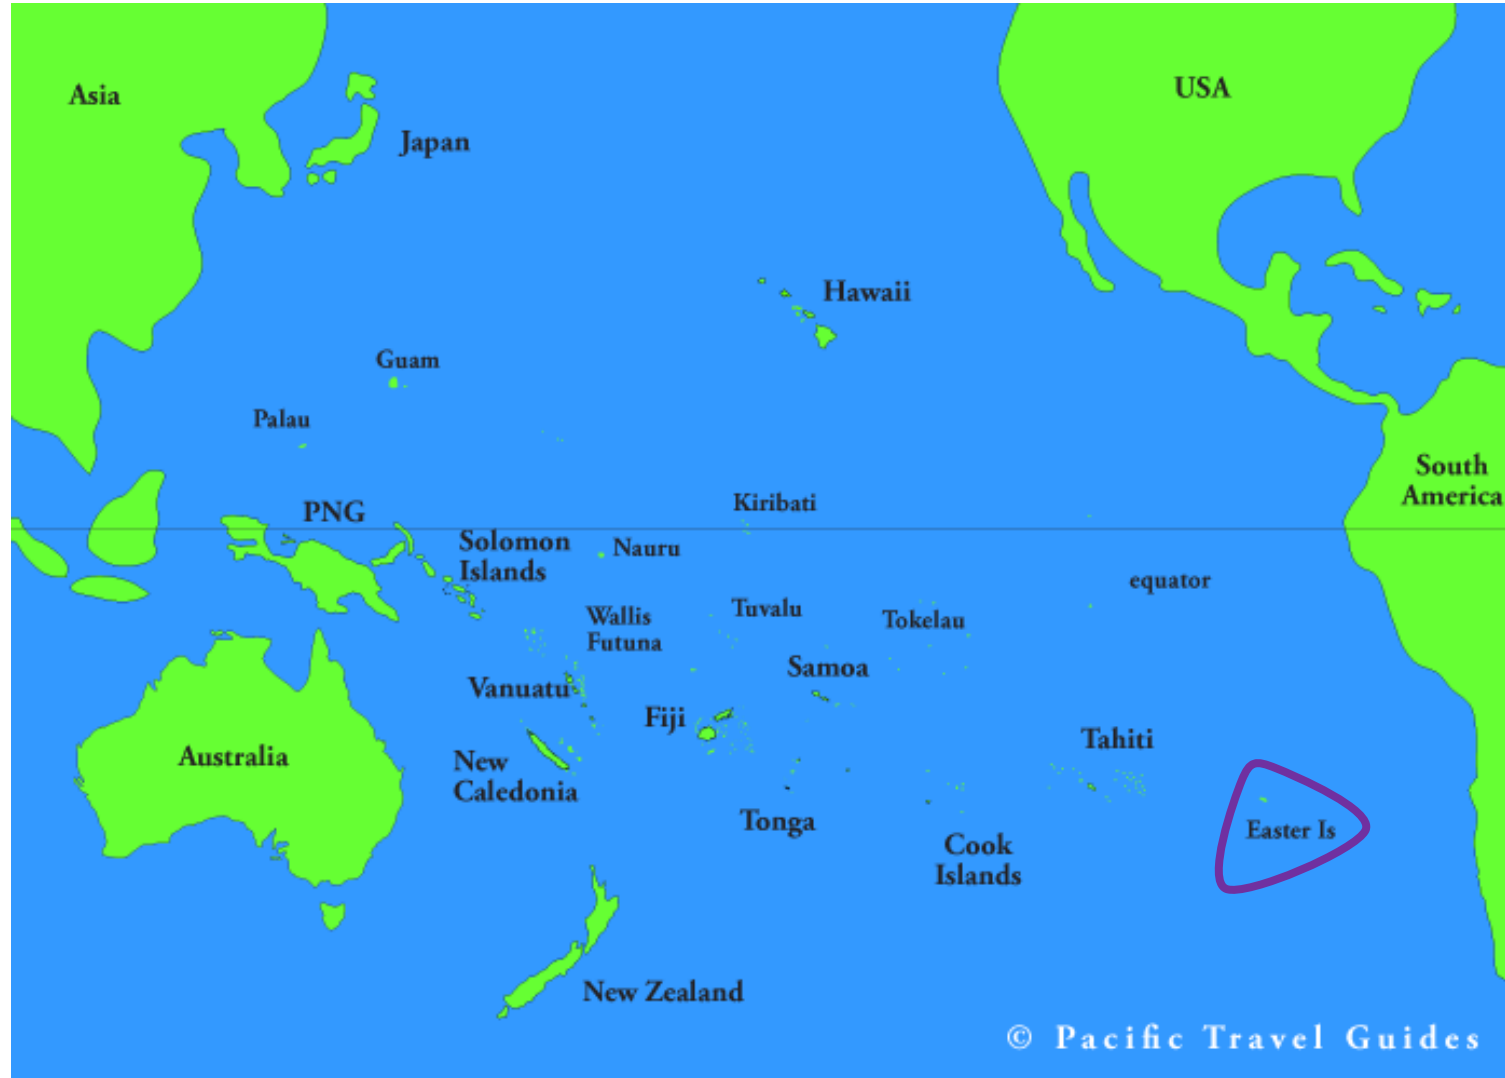 Asia
USA
Japan
Hawaii
Guam
Palau
South
America
Kiribati
PNG
Solomon
Islands
Nauru
equator
Wallis
Futuna
Tuvalu
Tokelau
Samoa
Vanuatu
Fiji
Tahiti
Australia
New
Caledonia
Tonga
Easter Is
Cook
Islands
New Zealand
© Pacific Travel Guides